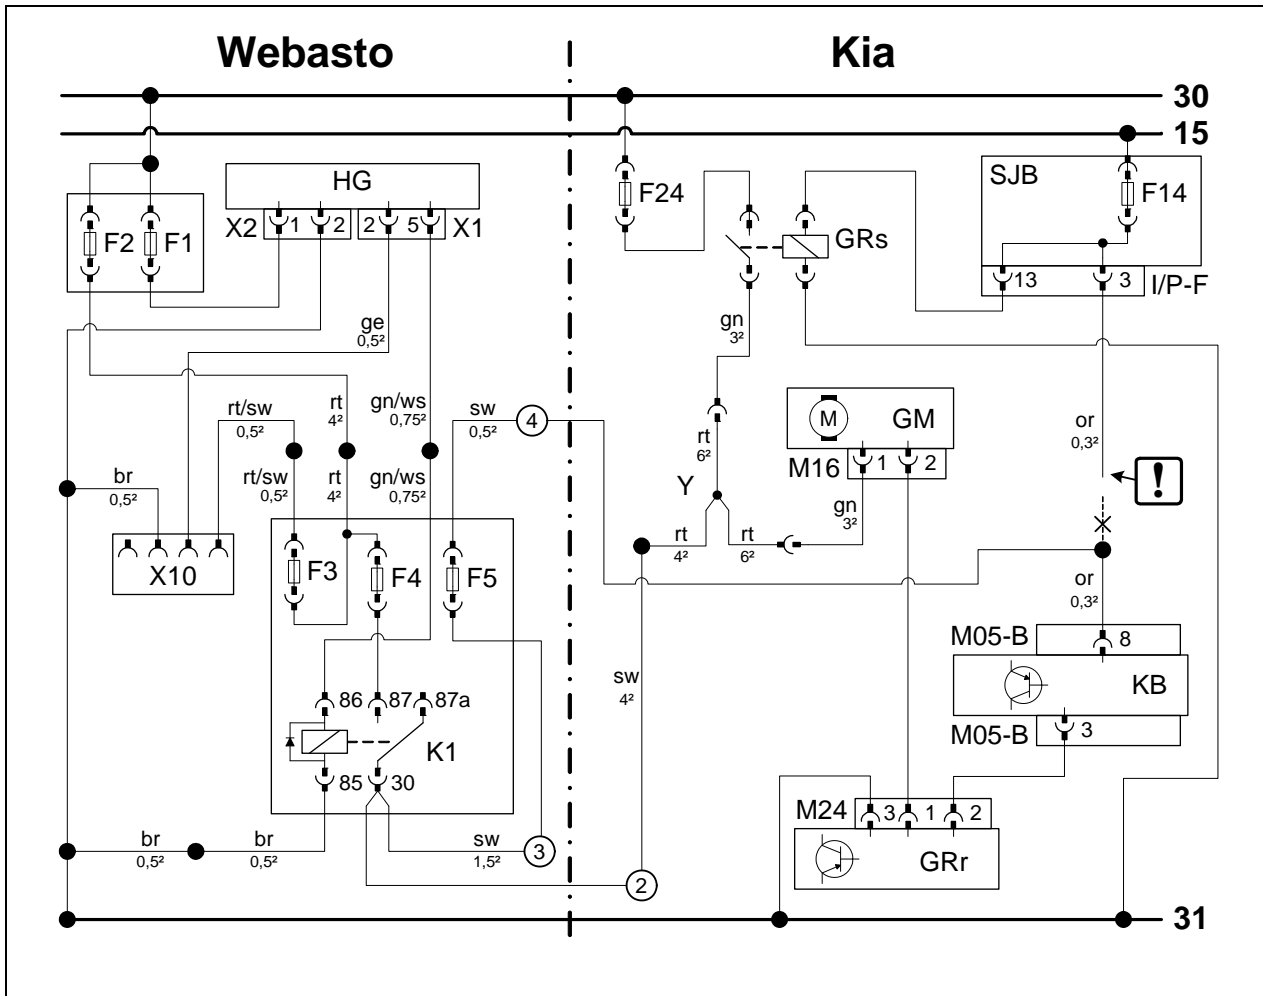 Webasto
Kia
30
15
HG
X2 1 2 2 5 X1
F2 F1
F24
GRs
SJB
F14
13 3 I/P-F
ge
0,5²
gn
3²
rt/sw
0,5²
rt
4²
gn/ws
0,75²
sw
0,5²
4
rt/sw
0,5²
rt
4²
gn/ws
0,75²
rt
6²
Y
M
GM
M16 1 2
or
0,3²
!
gn
3²
br
0,5²
X10
F3 F4 F5
rt
4²
rt
6²
or
0,3²
M05-B 8
KB
M05-B 3
sw
4²
86 87 87a
K1
85 30
br
0,5²
br
0,5²
sw
1,5²
3
2
M24 3 1 2
GRr
31